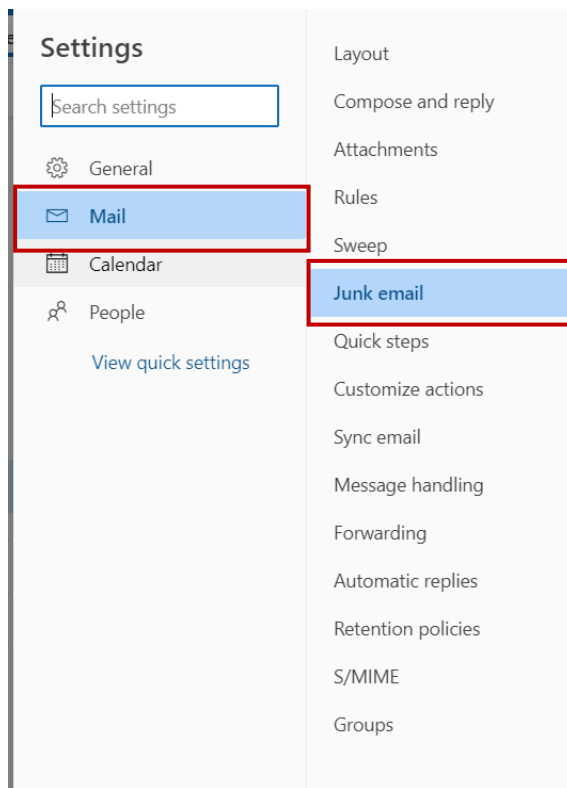 Settings
Search settings
General
Mail
Calendar
People
View quick settings
Layout
Compose and reply
Attachments
Rules
Sweep
Junk email
Quick steps
Customize actions
Sync email
Message handling
Forwarding
Automatic replies
Retention policies
S/MIME
Groups